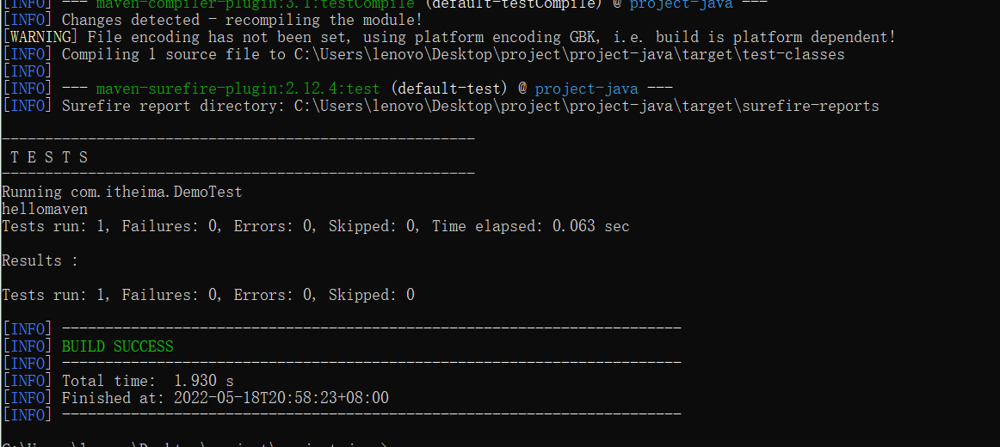 [INFO] --- maven-compiler-plugin:3.1:testCompile (default-testCompile) @ project-java ---
[INFO] Changes detected - recompiling the module!
[WARNING] File encoding has not been set, using platform encoding GBK, i.e. build is platform dependent!
[INFO] Compiling 1 source file to C:\Users\lenovo\Desktop\project\project-java\target\test-classes
[INFO]
[INFO] --- maven-surefire-plugin:2.12.4:test (default-test) @ project-java ---
[INFO] Surefire report directory: C:\Users\lenovo\Desktop\project\project-java\target\surefire-reports
-------------------------------------------------------
T E S T S
-------------------------------------------------------
Running com.itheima.DemoTest
hellomaven
Tests run: 1, Failures: 0, Errors: 0, Skipped: 0, Time elapsed: 0.063 sec
Results :
Tests run: 1, Failures: 0, Errors: 0, Skipped: 0
[INFO] ------------------------------------------------------------------------
[INFO] BUILD SUCCESS
[INFO] ------------------------------------------------------------------------
[INFO] Total time:  1.930 s
[INFO] Finished at: 2022-05-18T20:58:23+08:00
[INFO] ------------------------------------------------------------------------